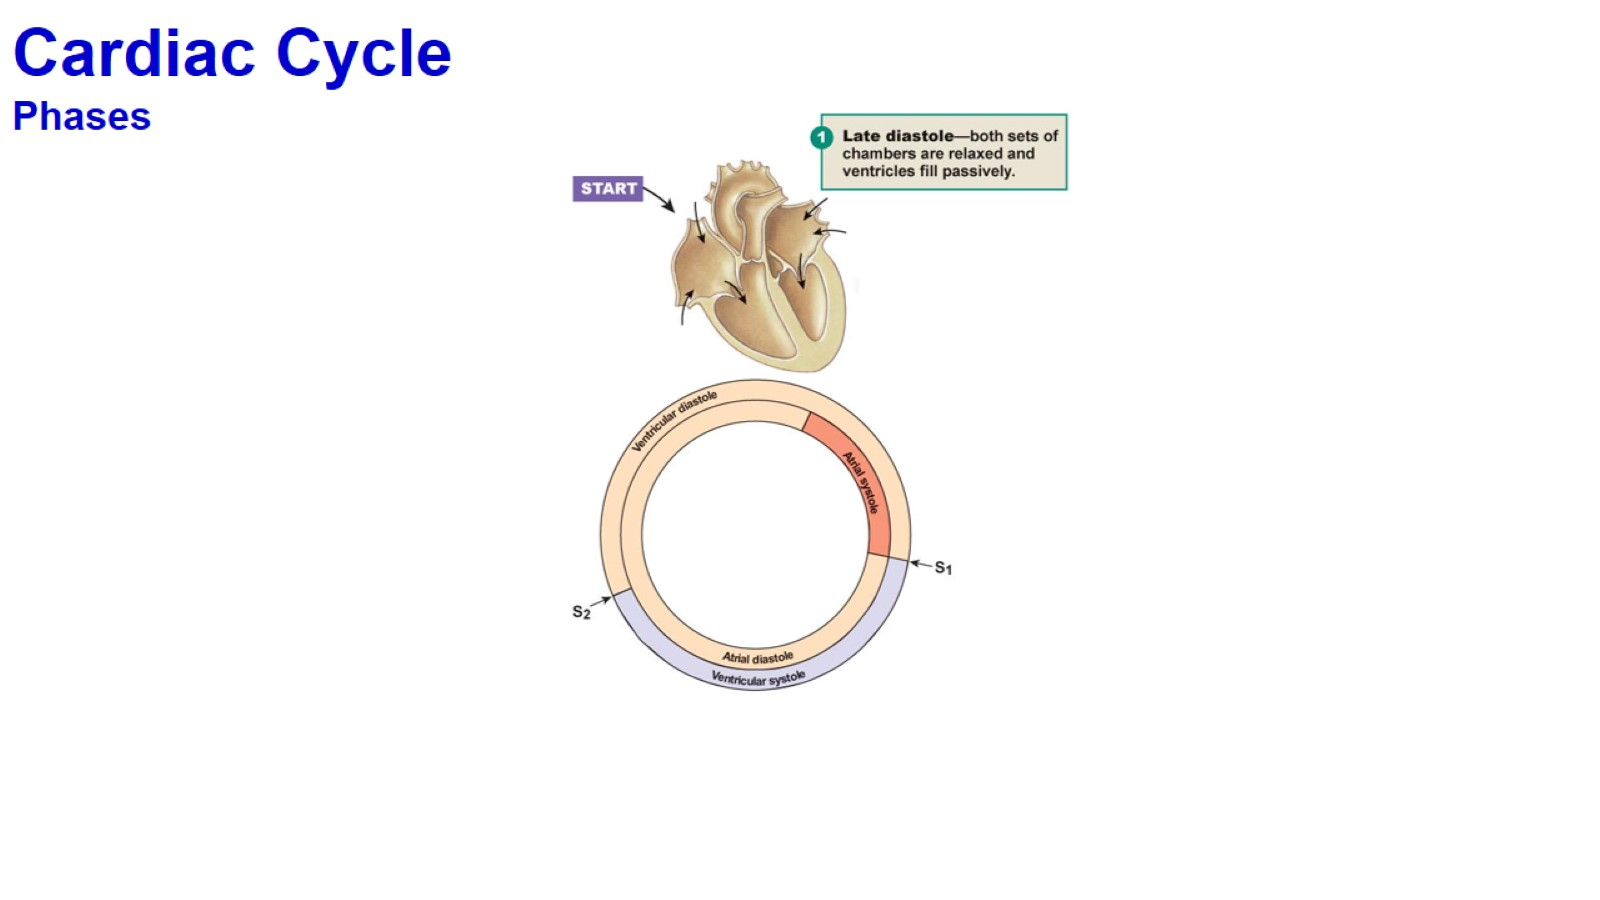 Cardiac Cycle
Phases
1 Late diastole—both sets of
chambers are relaxed and
ventricles fill passively.
START
Ventricular diastole
Atrial systole
S1
S2
Atrial diastole
Ventricular systole